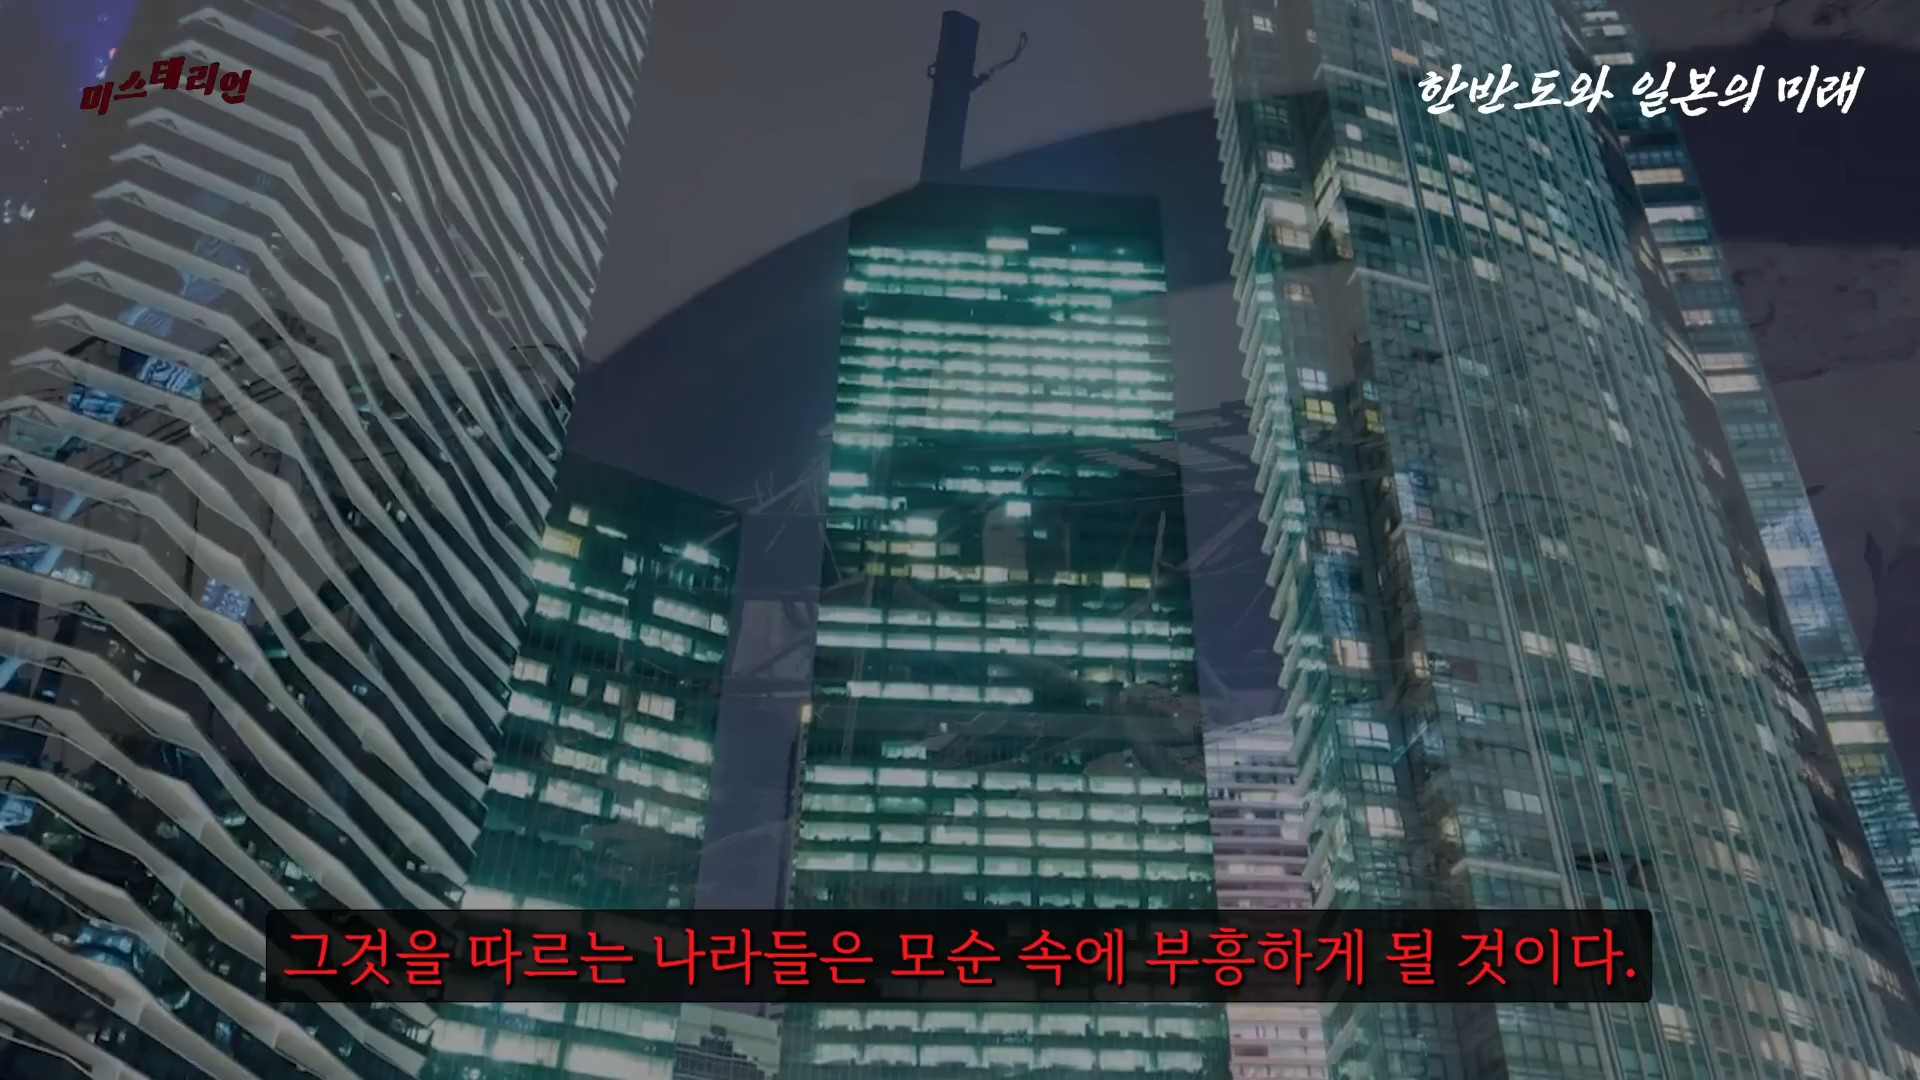 미스테리언
한반도와 일본의 미래
그것을 따르는 나라들은 모순 속에 부흥하게 될 것이다.